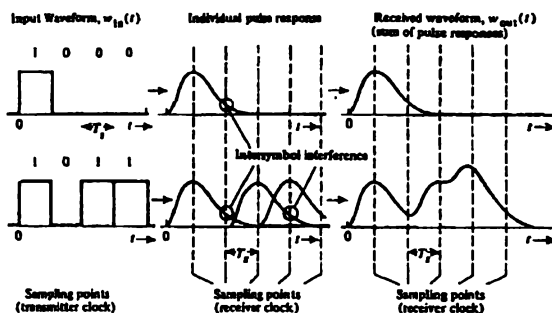 Input Waveform, w_in(t)
Individual pulse response
Received waveform, w_out(t)
(sum of pulse responses)
1 0 0 0
0
T_s
t
0
t
0
t
Intersymbol interference
1 0 1 1
0
t
0
T_s
t
0
T_s
t
Sampling points
(transmitter clock)
Sampling points
(receiver clock)
Sampling points
(receiver clock)